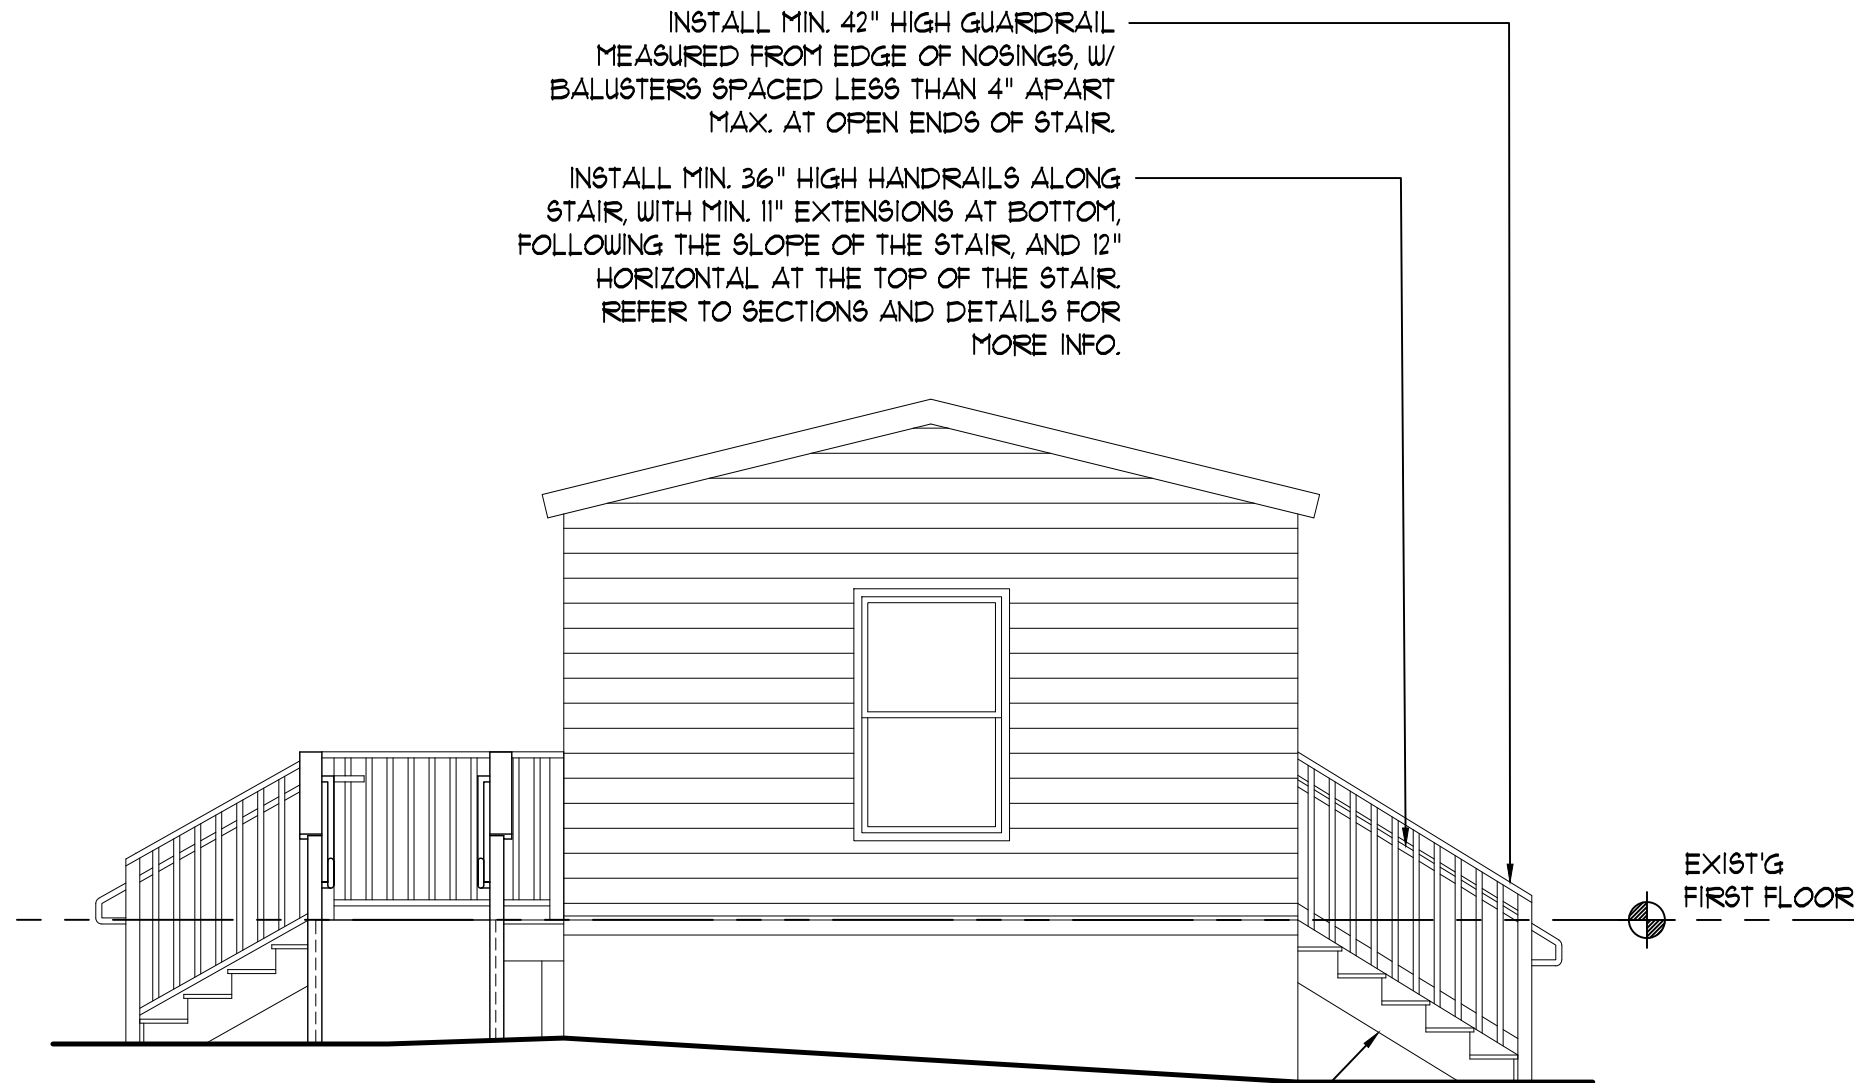 INSTALL MIN. 42" HIGH GUARDRAIL
MEASURED FROM EDGE OF NOSINGS, W/
BALUSTERS SPACED LESS THAN 4" APART
MAX. AT OPEN ENDS OF STAIR.
INSTALL MIN. 36" HIGH HANDRAILS ALONG
STAIR, WITH MIN. 11" EXTENSIONS AT BOTTOM,
FOLLOWING THE SLOPE OF THE STAIR, AND 12"
HORIZONTAL AT THE TOP OF THE STAIR.
REFER TO SECTIONS AND DETAILS FOR
MORE INFO.
EXIST'G
FIRST FLOOR